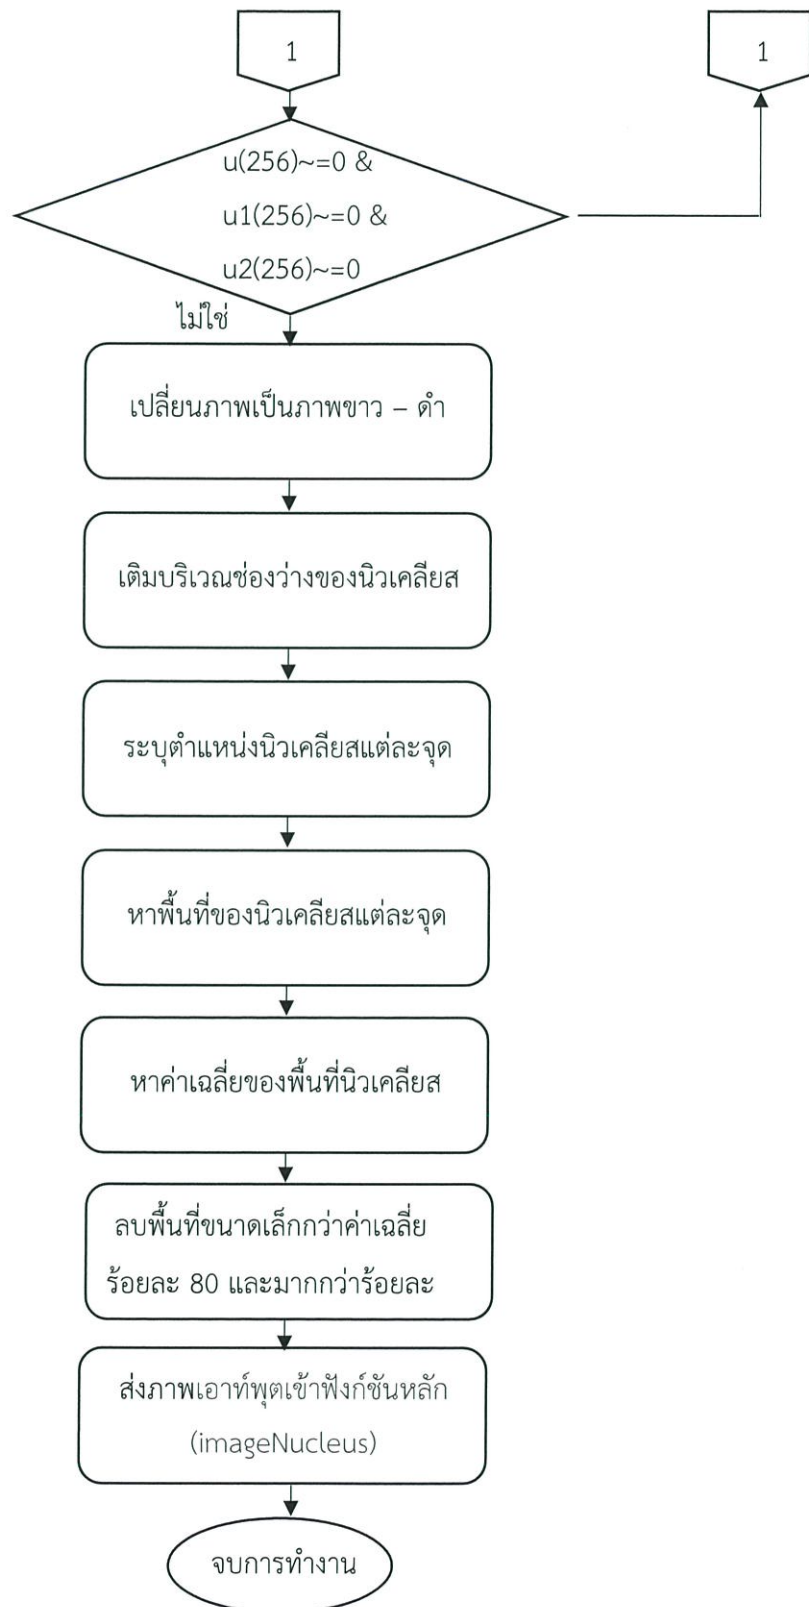 1
1
u(256)~=0 &
u1(256)~=0 &
u2(256)~=0
ไม่ใช่
เปลี่ยนภาพเป็นภาพขาว – ดำ
เติมบริเวณช่องว่างของนิวเคลียส
ระบุตำแหน่งนิวเคลียสแต่ละจุด
หาพื้นที่ของนิวเคลียสแต่ละจุด
หาค่าเฉลี่ยของพื้นที่นิวเคลียส
ลบพื้นที่ขนาดเล็กกว่าค่าเฉลี่ย
ร้อยละ 80 และมากกว่าร้อยละ
ส่งภาพเอาท์พุตเข้าฟังก์ชันหลัก
(imageNucleus)
จบการทำงาน